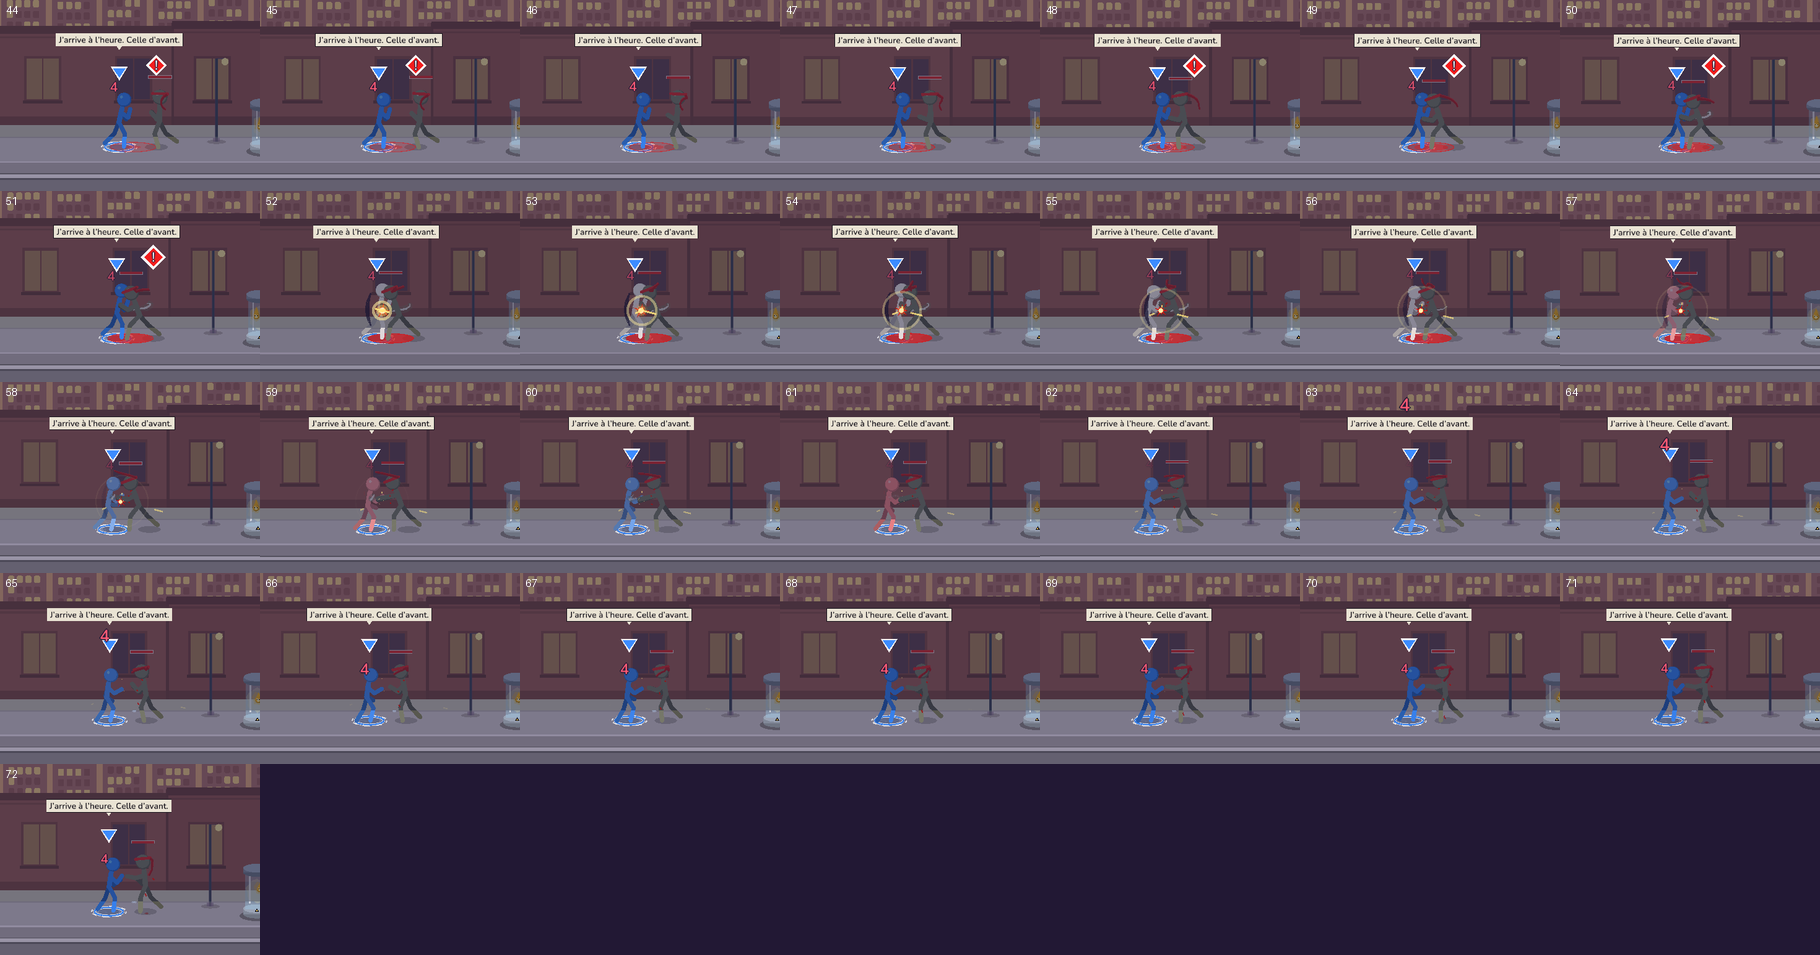 44 45 46 47 48 49 50
J'arrive à l'heure. Celle d'avant. J'arrive à l'heure. Celle d'avant. J'arrive à l'heure. Celle d'avant. J'arrive à l'heure. Celle d'avant. J'arrive à l'heure. Celle d'avant. J'arrive à l'heure. Celle d'avant. J'arrive à l'heure. Celle d'avant.
! ! ! ! !
4 4 4 4 4 4 4
51 52 53 54 55 56 57
J'arrive à l'heure. Celle d'avant. J'arrive à l'heure. Celle d'avant. J'arrive à l'heure. Celle d'avant. J'arrive à l'heure. Celle d'avant. J'arrive à l'heure. Celle d'avant. J'arrive à l'heure. Celle d'avant. J'arrive à l'heure. Celle d'avant.
!
4 4 4 4 4 4
58 59 60 61 62 63 64
4
J'arrive à l'heure. Celle d'avant. J'arrive à l'heure. Celle d'avant. J'arrive à l'heure. Celle d'avant. J'arrive à l'heure. Celle d'avant. J'arrive à l'heure. Celle d'avant. J'arrive à l'heure. Celle d'avant. J'arrive à l'heure. Celle d'avant.
4
65 66 67 68 69 70 71
J'arrive à l'heure. Celle d'avant. J'arrive à l'heure. Celle d'avant. J'arrive à l'heure. Celle d'avant. J'arrive à l'heure. Celle d'avant. J'arrive à l'heure. Celle d'avant. J'arrive à l'heure. Celle d'avant. J'arrive à l'heure. Celle d'avant.
4 4 4 4 4 4 4
72
J'arrive à l'heure. Celle d'avant.
4